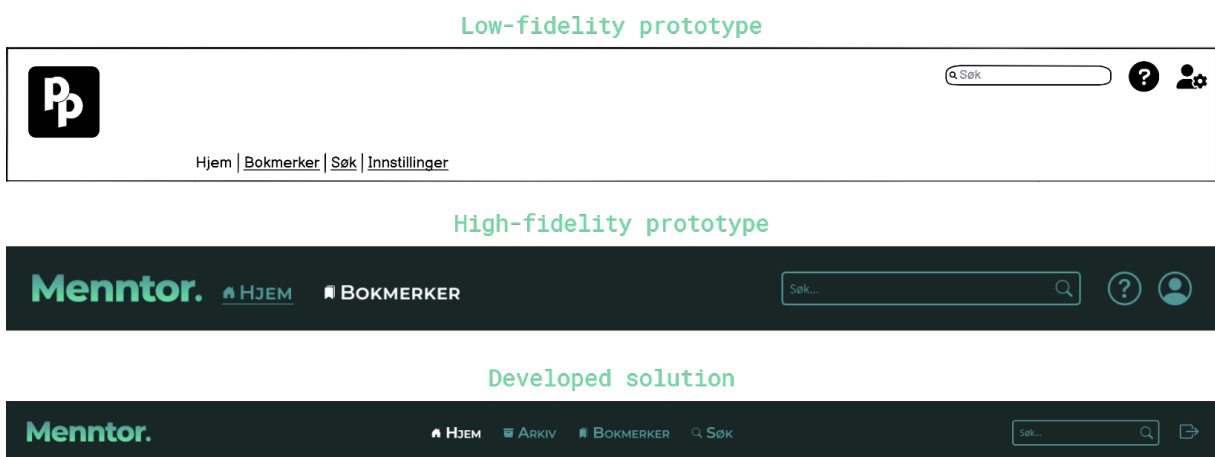 Low-fidelity prototype
Pp
Søk
?
Hjem | Bokmerker | Søk | Innstillinger
High-fidelity prototype
Menntor. HJEM BOKMERKER
Søk...
?
Developed solution
Menntor. HJEM ARKIV BOKMERKER SØK
Søk...